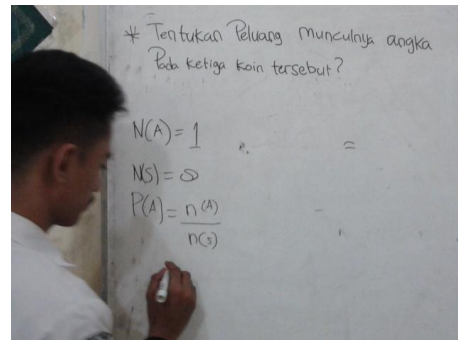 * Tentukan Peluang munculnya angka
Pada ketiga koin tersebut?
N(A) = 1
N(S) = 8
P(A) = n(A)
n(s)
=